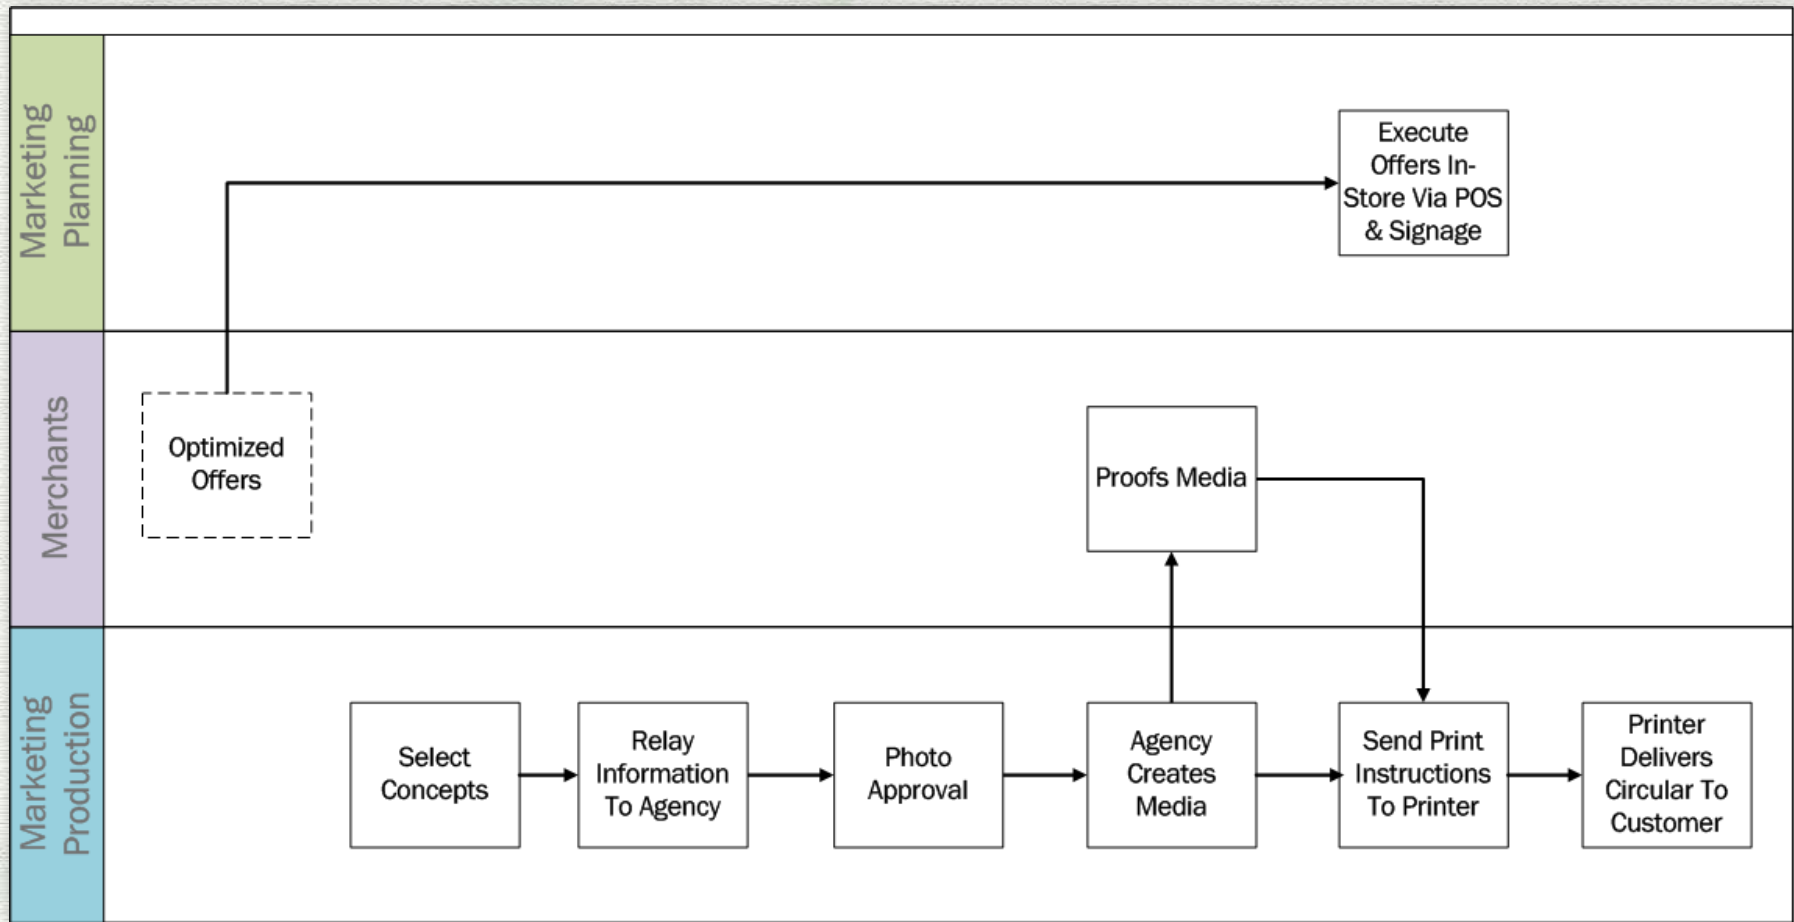 Marketing
Planning
Execute
Offers In-
Store Via POS
& Signage
Merchants
Optimized
Offers
Proofs Media
Marketing
Production
Select
Concepts
Relay
Information
To Agency
Photo
Approval
Agency
Creates
Media
Send Print
Instructions
To Printer
Printer
Delivers
Circular To
Customer